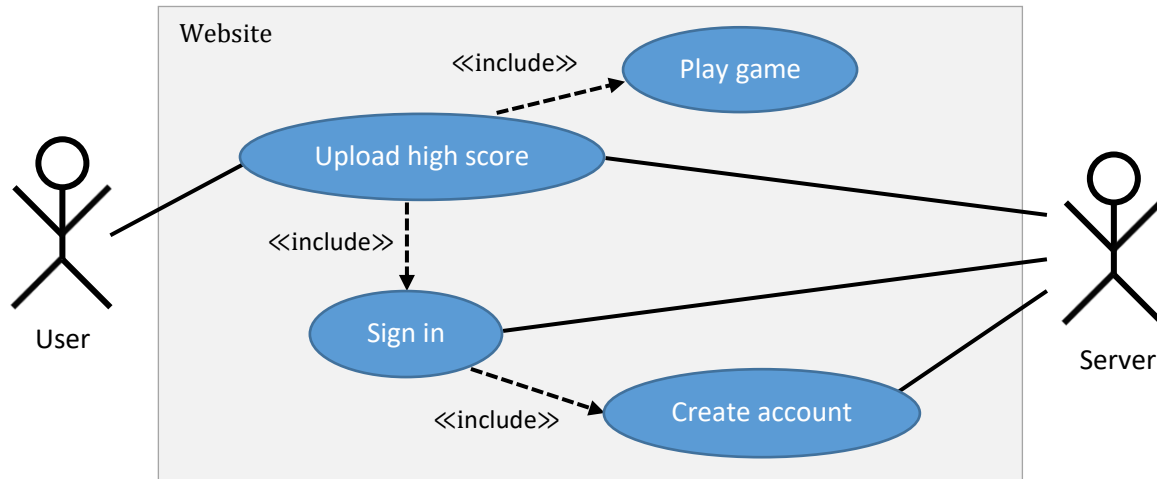 Website
≪include≫
Play game
Upload high score
≪include≫
Sign in
User
Server
≪include≫
Create account